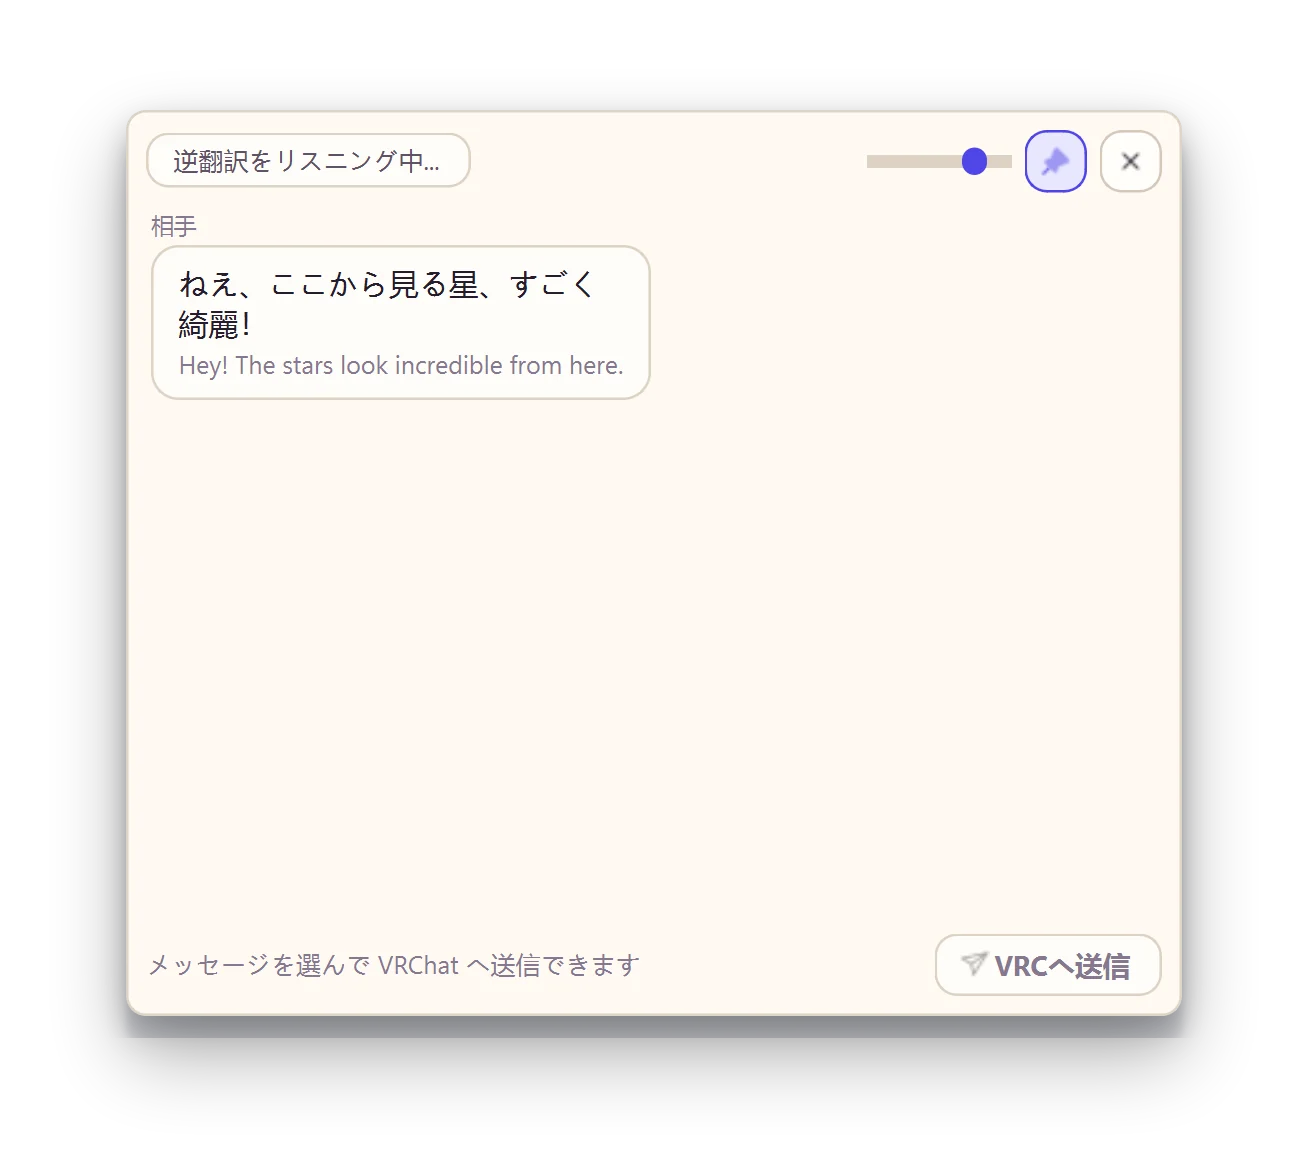 逆翻訳をリスニング中...
相手
ねえ、ここから見る星、すごく
綺麗！
Hey! The stars look incredible from here.
メッセージを選んで VRChat へ送信できます
VRCへ送信